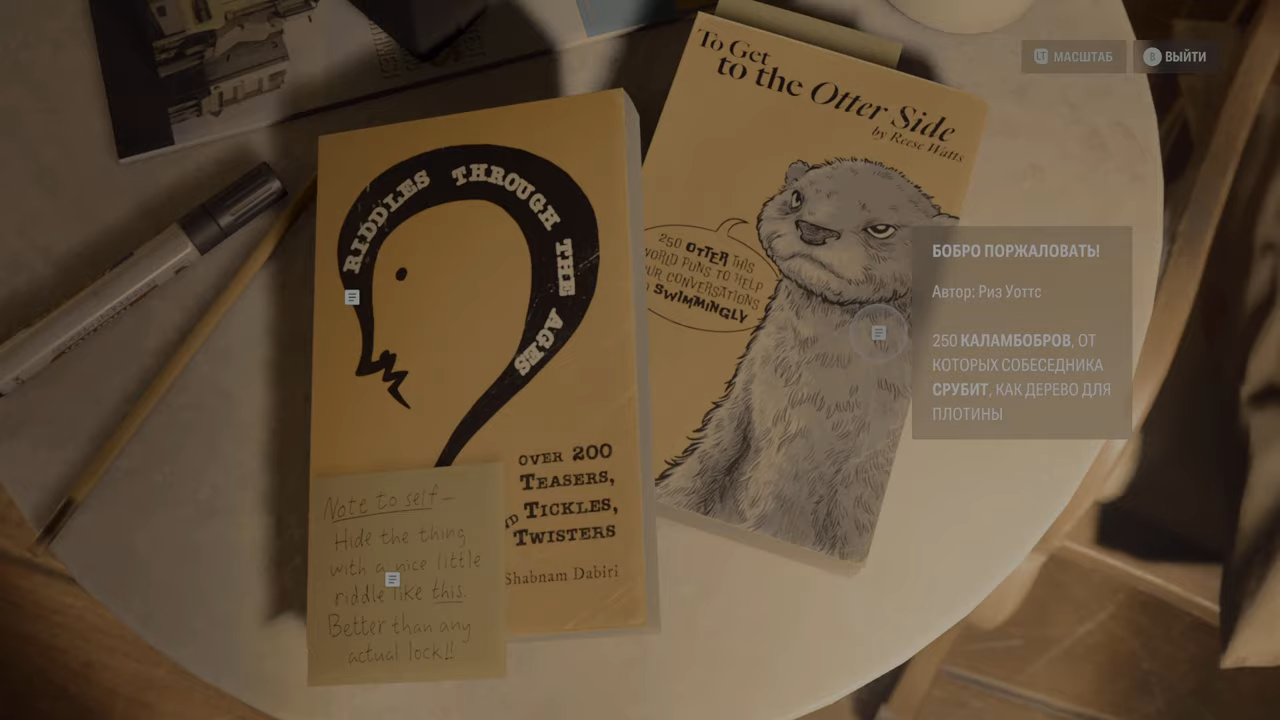 To Get
to the Otter Side
by Reese Watts
LT МАСШТАБ
B ВЫЙТИ
RIDDLES THROUGH THE AGES
250 OTTER THIS
WORLD PUNS TO HELP
CONVERSATIONS
SWIMMINGLY
БОБРО ПОРЖАЛОВАТЬ!
Автор: Риз Уоттс
250 КАЛАМБОБРОВ, ОТ
КОТОРЫХ СОБЕСЕДНИКА
СРУБИТ, КАК ДЕРЕВО ДЛЯ
ПЛОТИНЫ
OVER 200
TEASERS,
TICKLES,
TWISTERS
Shabnam Dabiri
Note to self—
Hide the thing
with a nice little
riddle like this.
Better than any
actual lock!!